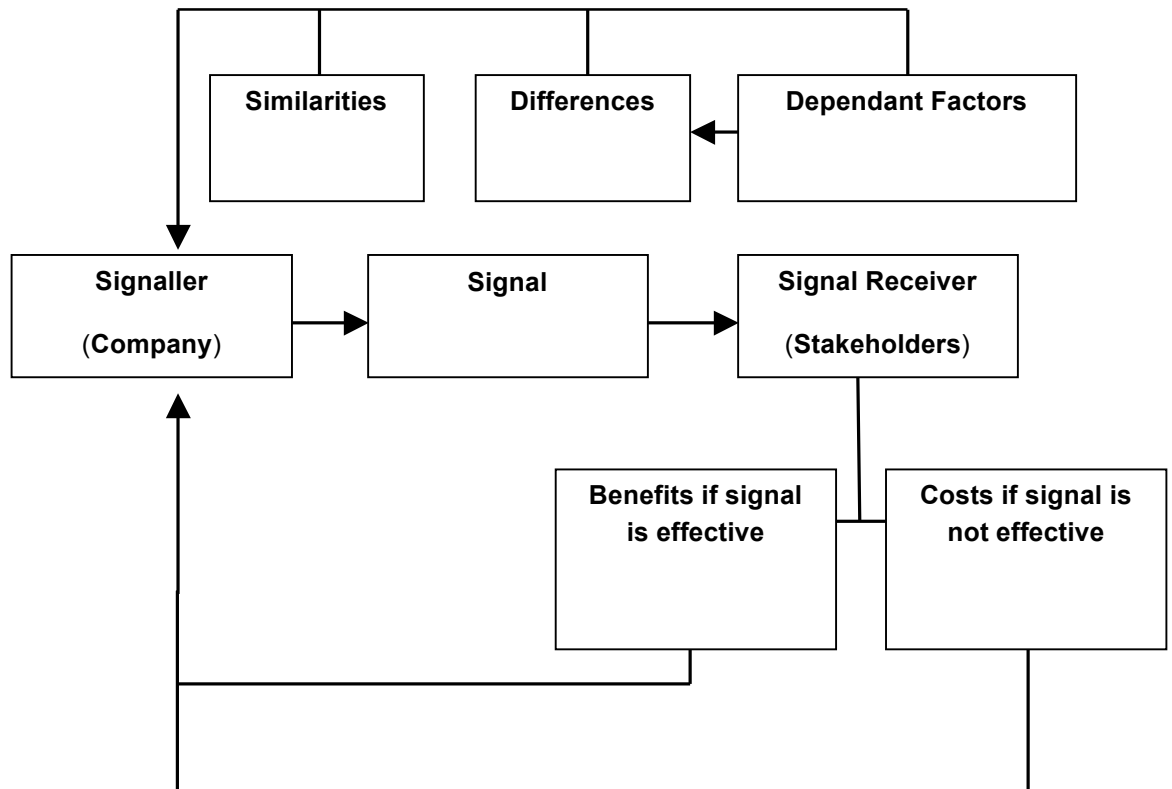 Similarities
Differences
Dependant Factors
Signaller
(Company)
Signal
Signal Receiver
(Stakeholders)
Benefits if signal
is effective
Costs if signal is
not effective